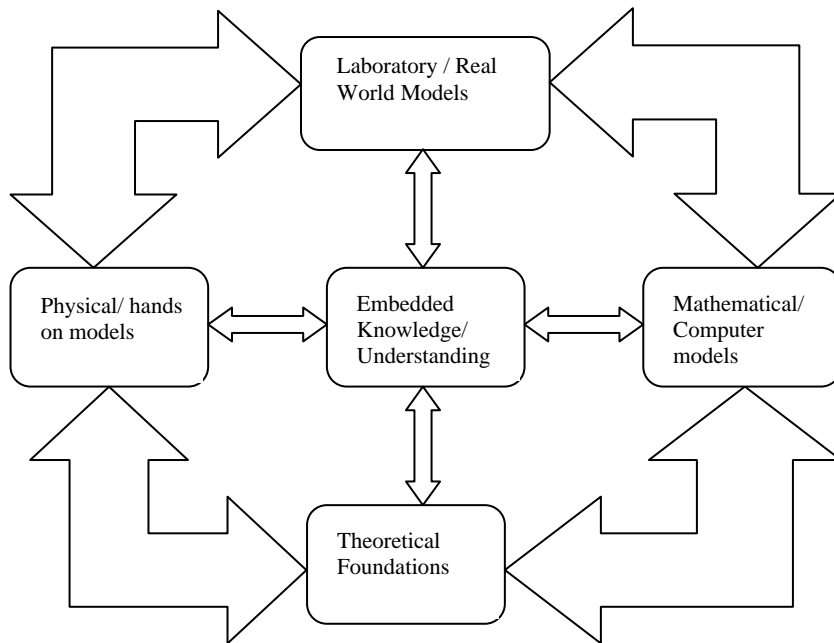 Laboratory / Real
World Models
Physical/ hands
on models
Embedded
Knowledge/
Understanding
Mathematical/
Computer
models
Theoretical
Foundations